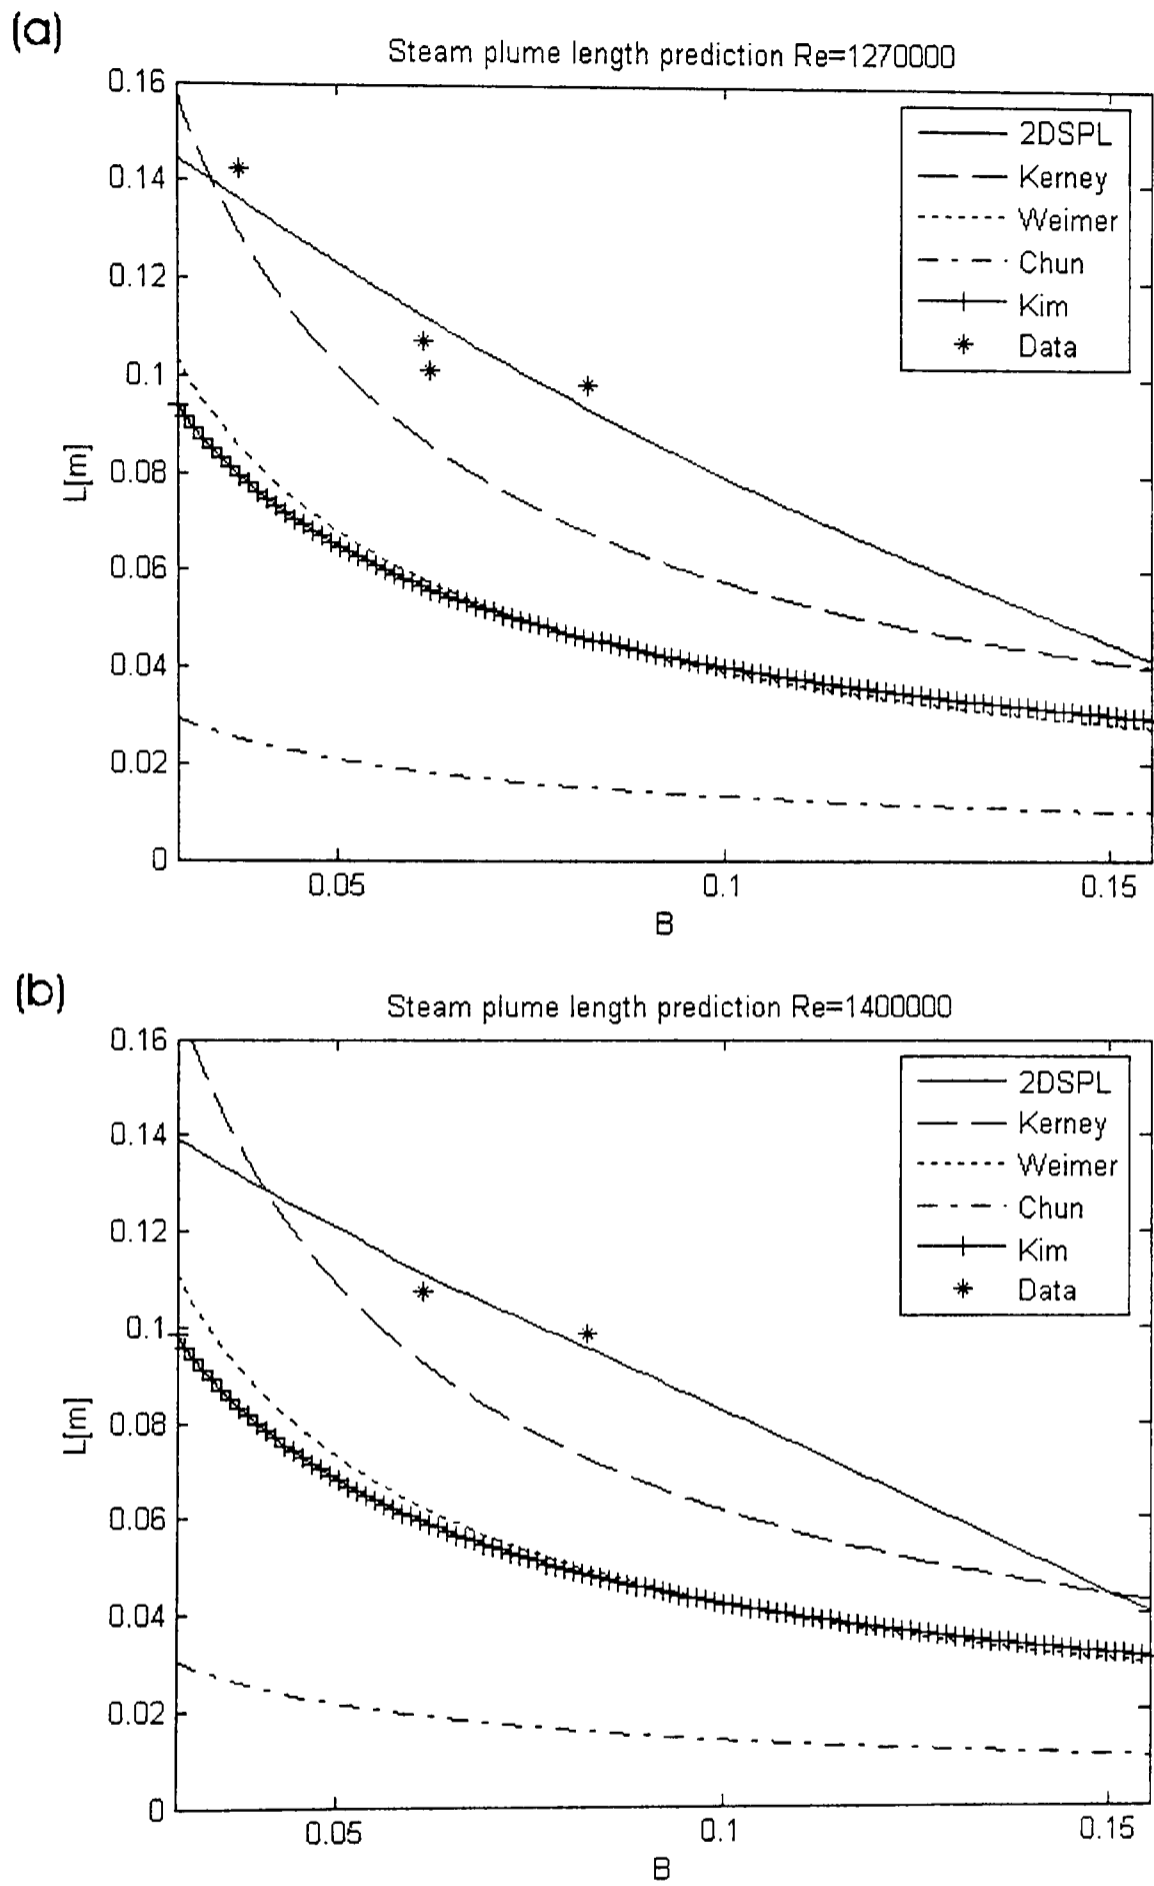 (a)
Steam plume length prediction Re=1270000
0.16
0.14
0.12
0.1
0.08
0.06
0.04
0.02
0
L[m]
2DSPL
Kerney
Weimer
Chun
Kim
Data
0.05
0.1
0.15
B
(b)
Steam plume length prediction Re=1400000
0.16
0.14
0.12
0.1
0.08
0.06
0.04
0.02
0
L[m]
2DSPL
Kerney
Weimer
Chun
Kim
Data
0.05
0.1
0.15
B